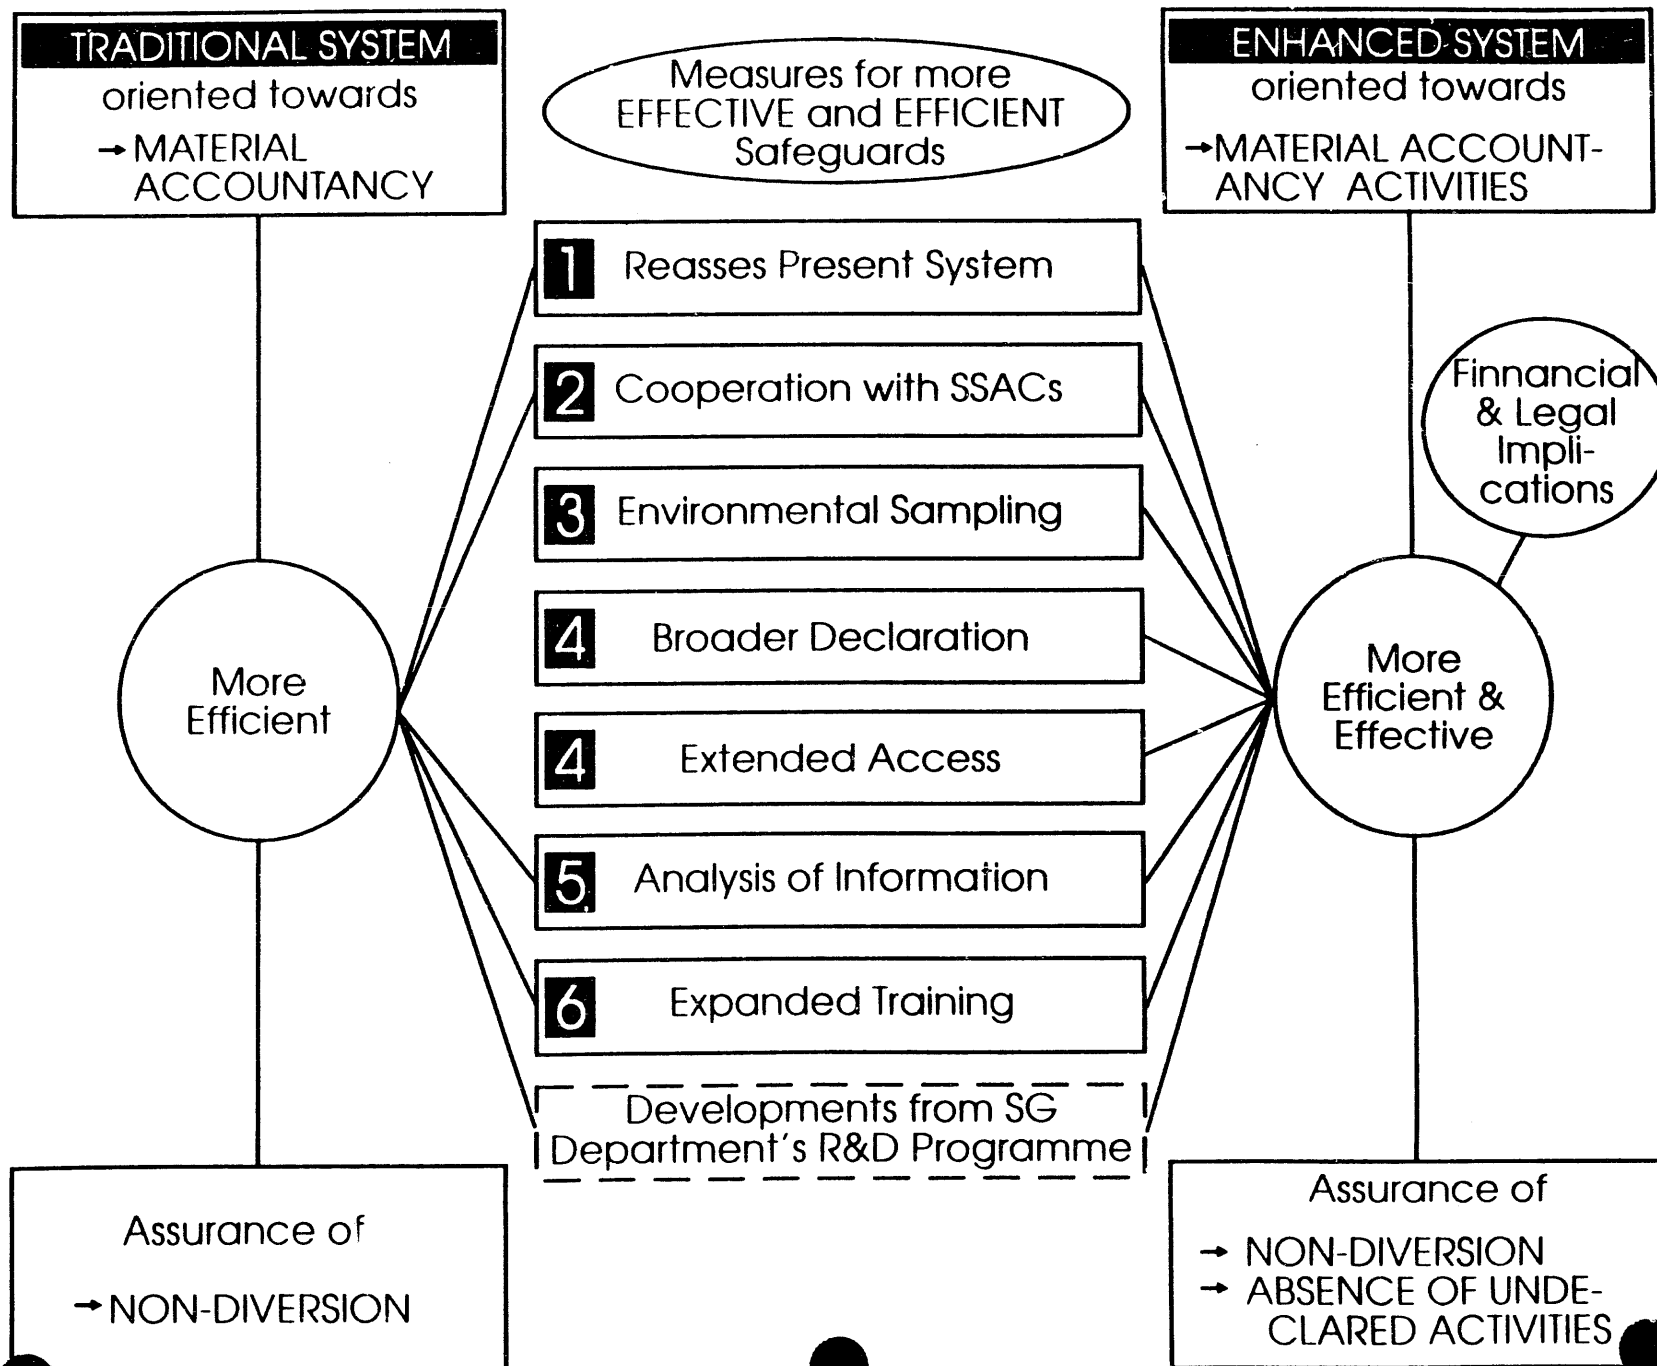 TRADITIONAL SYSTEM
oriented towards
→ MATERIAL
ACCOUNTANCY
Measures for more
EFFECTIVE and EFFICIENT
Safeguards
ENHANCED SYSTEM
oriented towards
→ MATERIAL ACCOUNT-
ANCY ACTIVITIES
1 Reasses Present System
2 Cooperation with SSACs
3 Environmental Sampling
4 Broader Declaration
4 Extended Access
5 Analysis of Information
6 Expanded Training
Developments from SG
Department's R&D Programme
More
Efficient
Finnancial
& Legal
Impli-
cations
More
Efficient &
Effective
Assurance of
→ NON-DIVERSION
Assurance of
→ NON-DIVERSION
→ ABSENCE OF UNDE-
CLARED ACTIVITIES